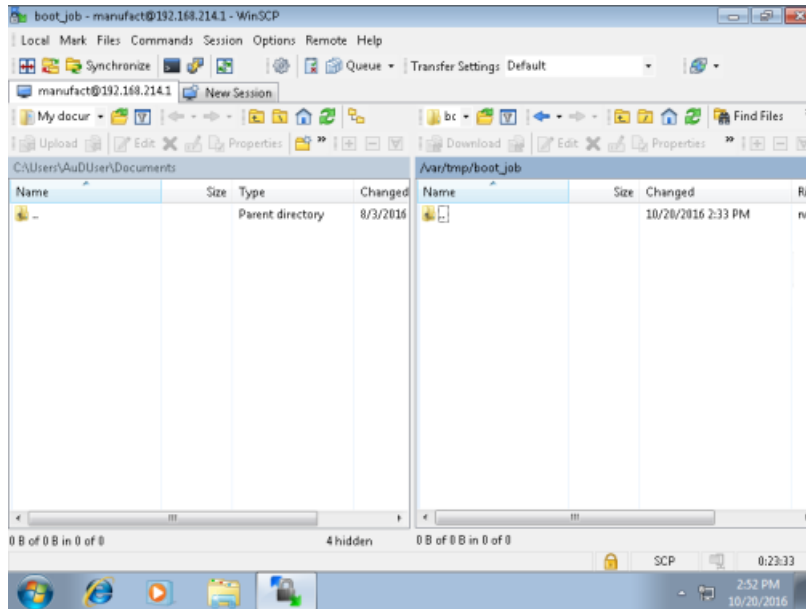 boot_job - manufact@192.168.214.1 - WinSCP
Local Mark Files Commands Session Options Remote Help
Synchronize Queue Transfer Settings Default
manufact@192.168.214.1 New Session
My docur bc Find Files
Upload Edit Properties » Download Edit Properties »
C:\Users\AuDUser\Documents /var/tmp/boot_job
Name Size Type Changed Name Size Changed
.. Parent directory 8/3/2016 .. 10/20/2016 2:33 PM
0 B of 0 B in 0 of 0 4 hidden 0 B of 0 B in 0 of 0
SCP 0:23:33
2:52 PM
10/20/2016